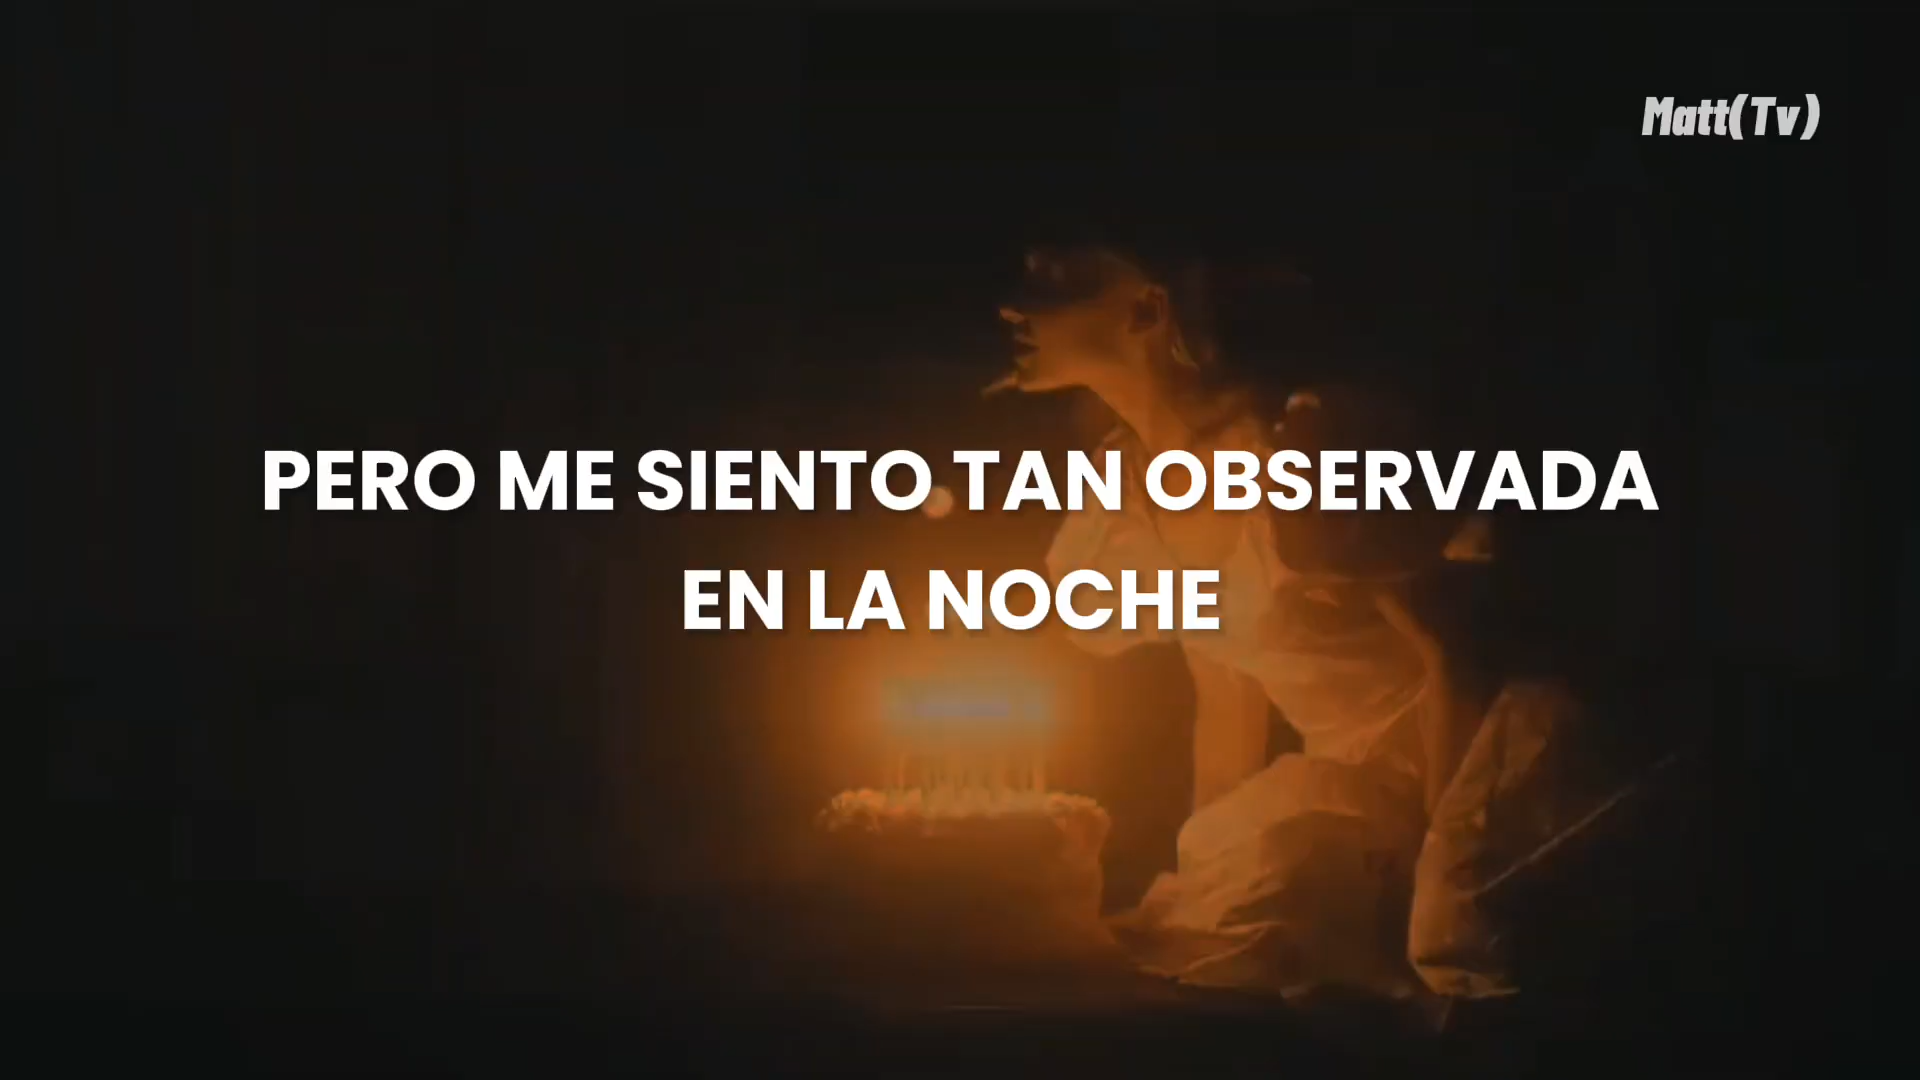 Matt(Tv)
PERO ME SIENTO TAN OBSERVADA
EN LA NOCHE